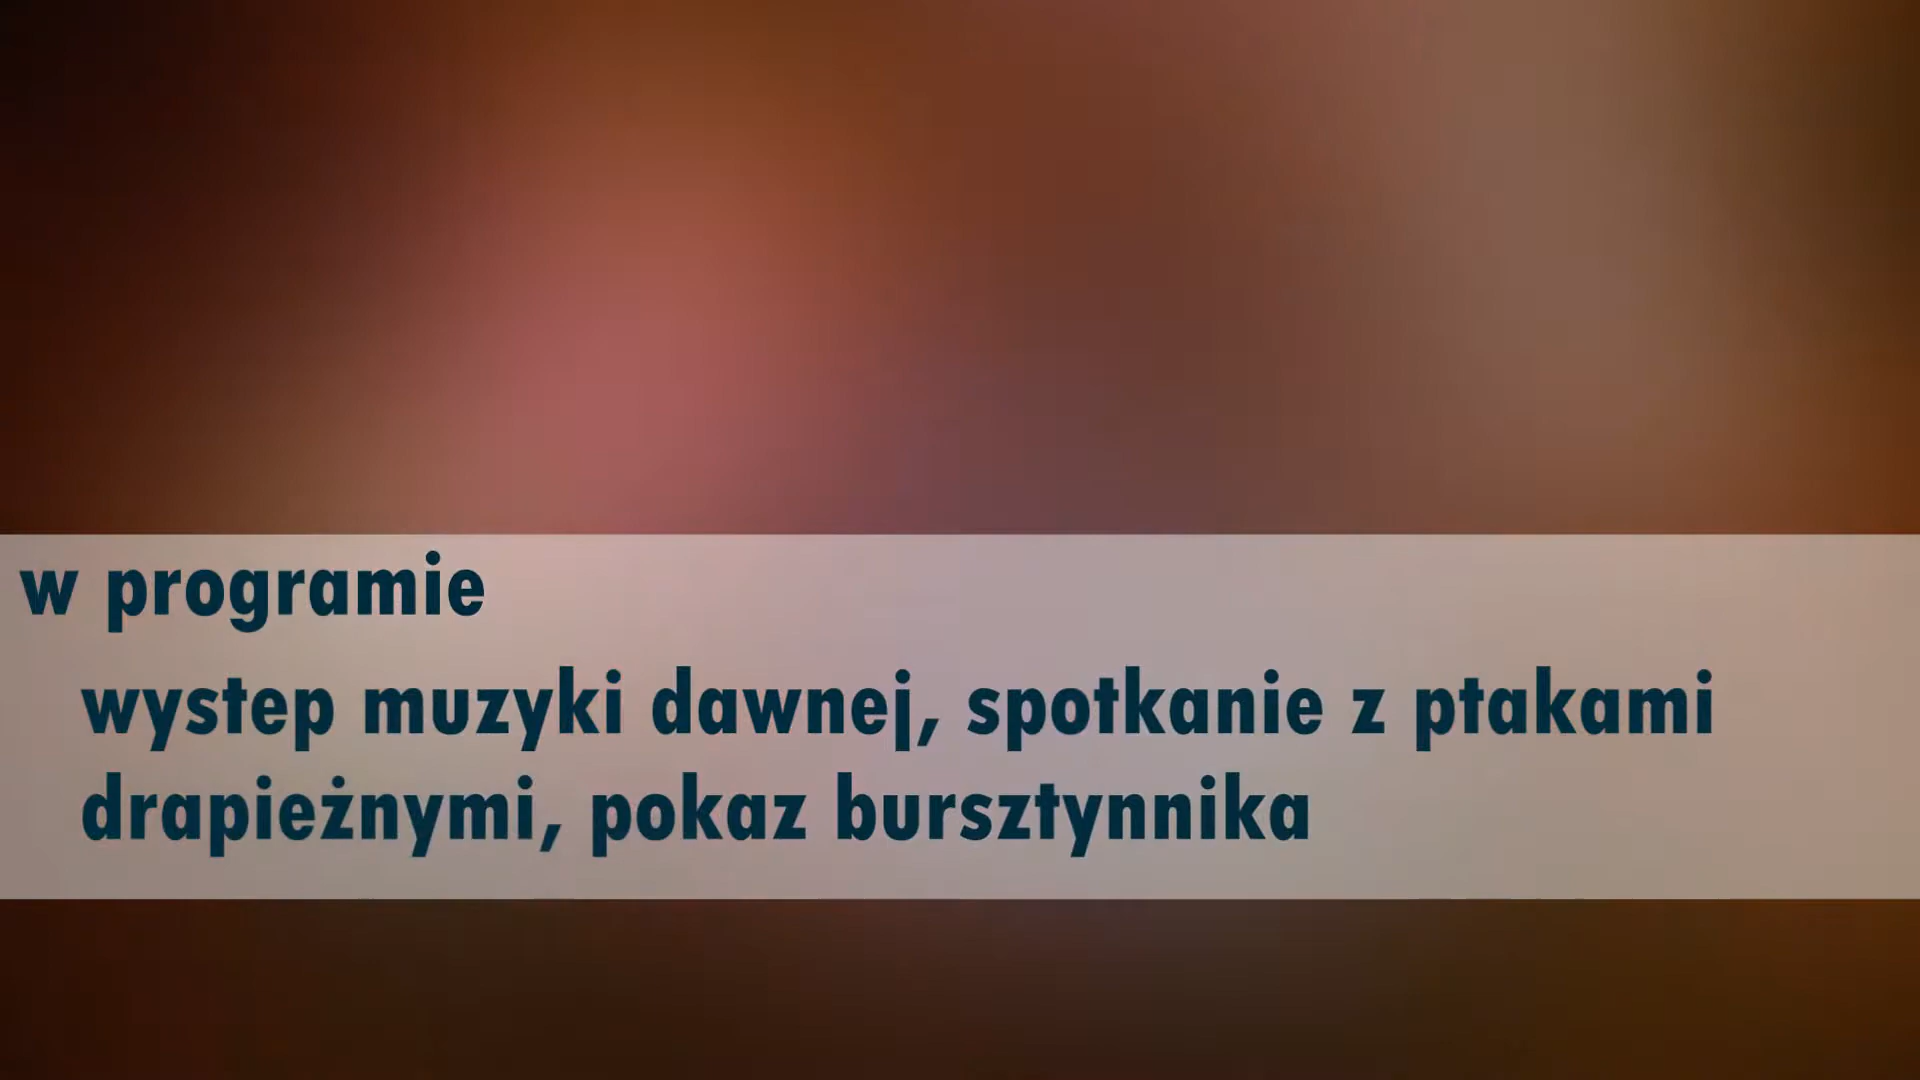 w programie
wystep muzyki dawnej, spotkanie z ptakami
drapieżnymi, pokaz bursztynnika